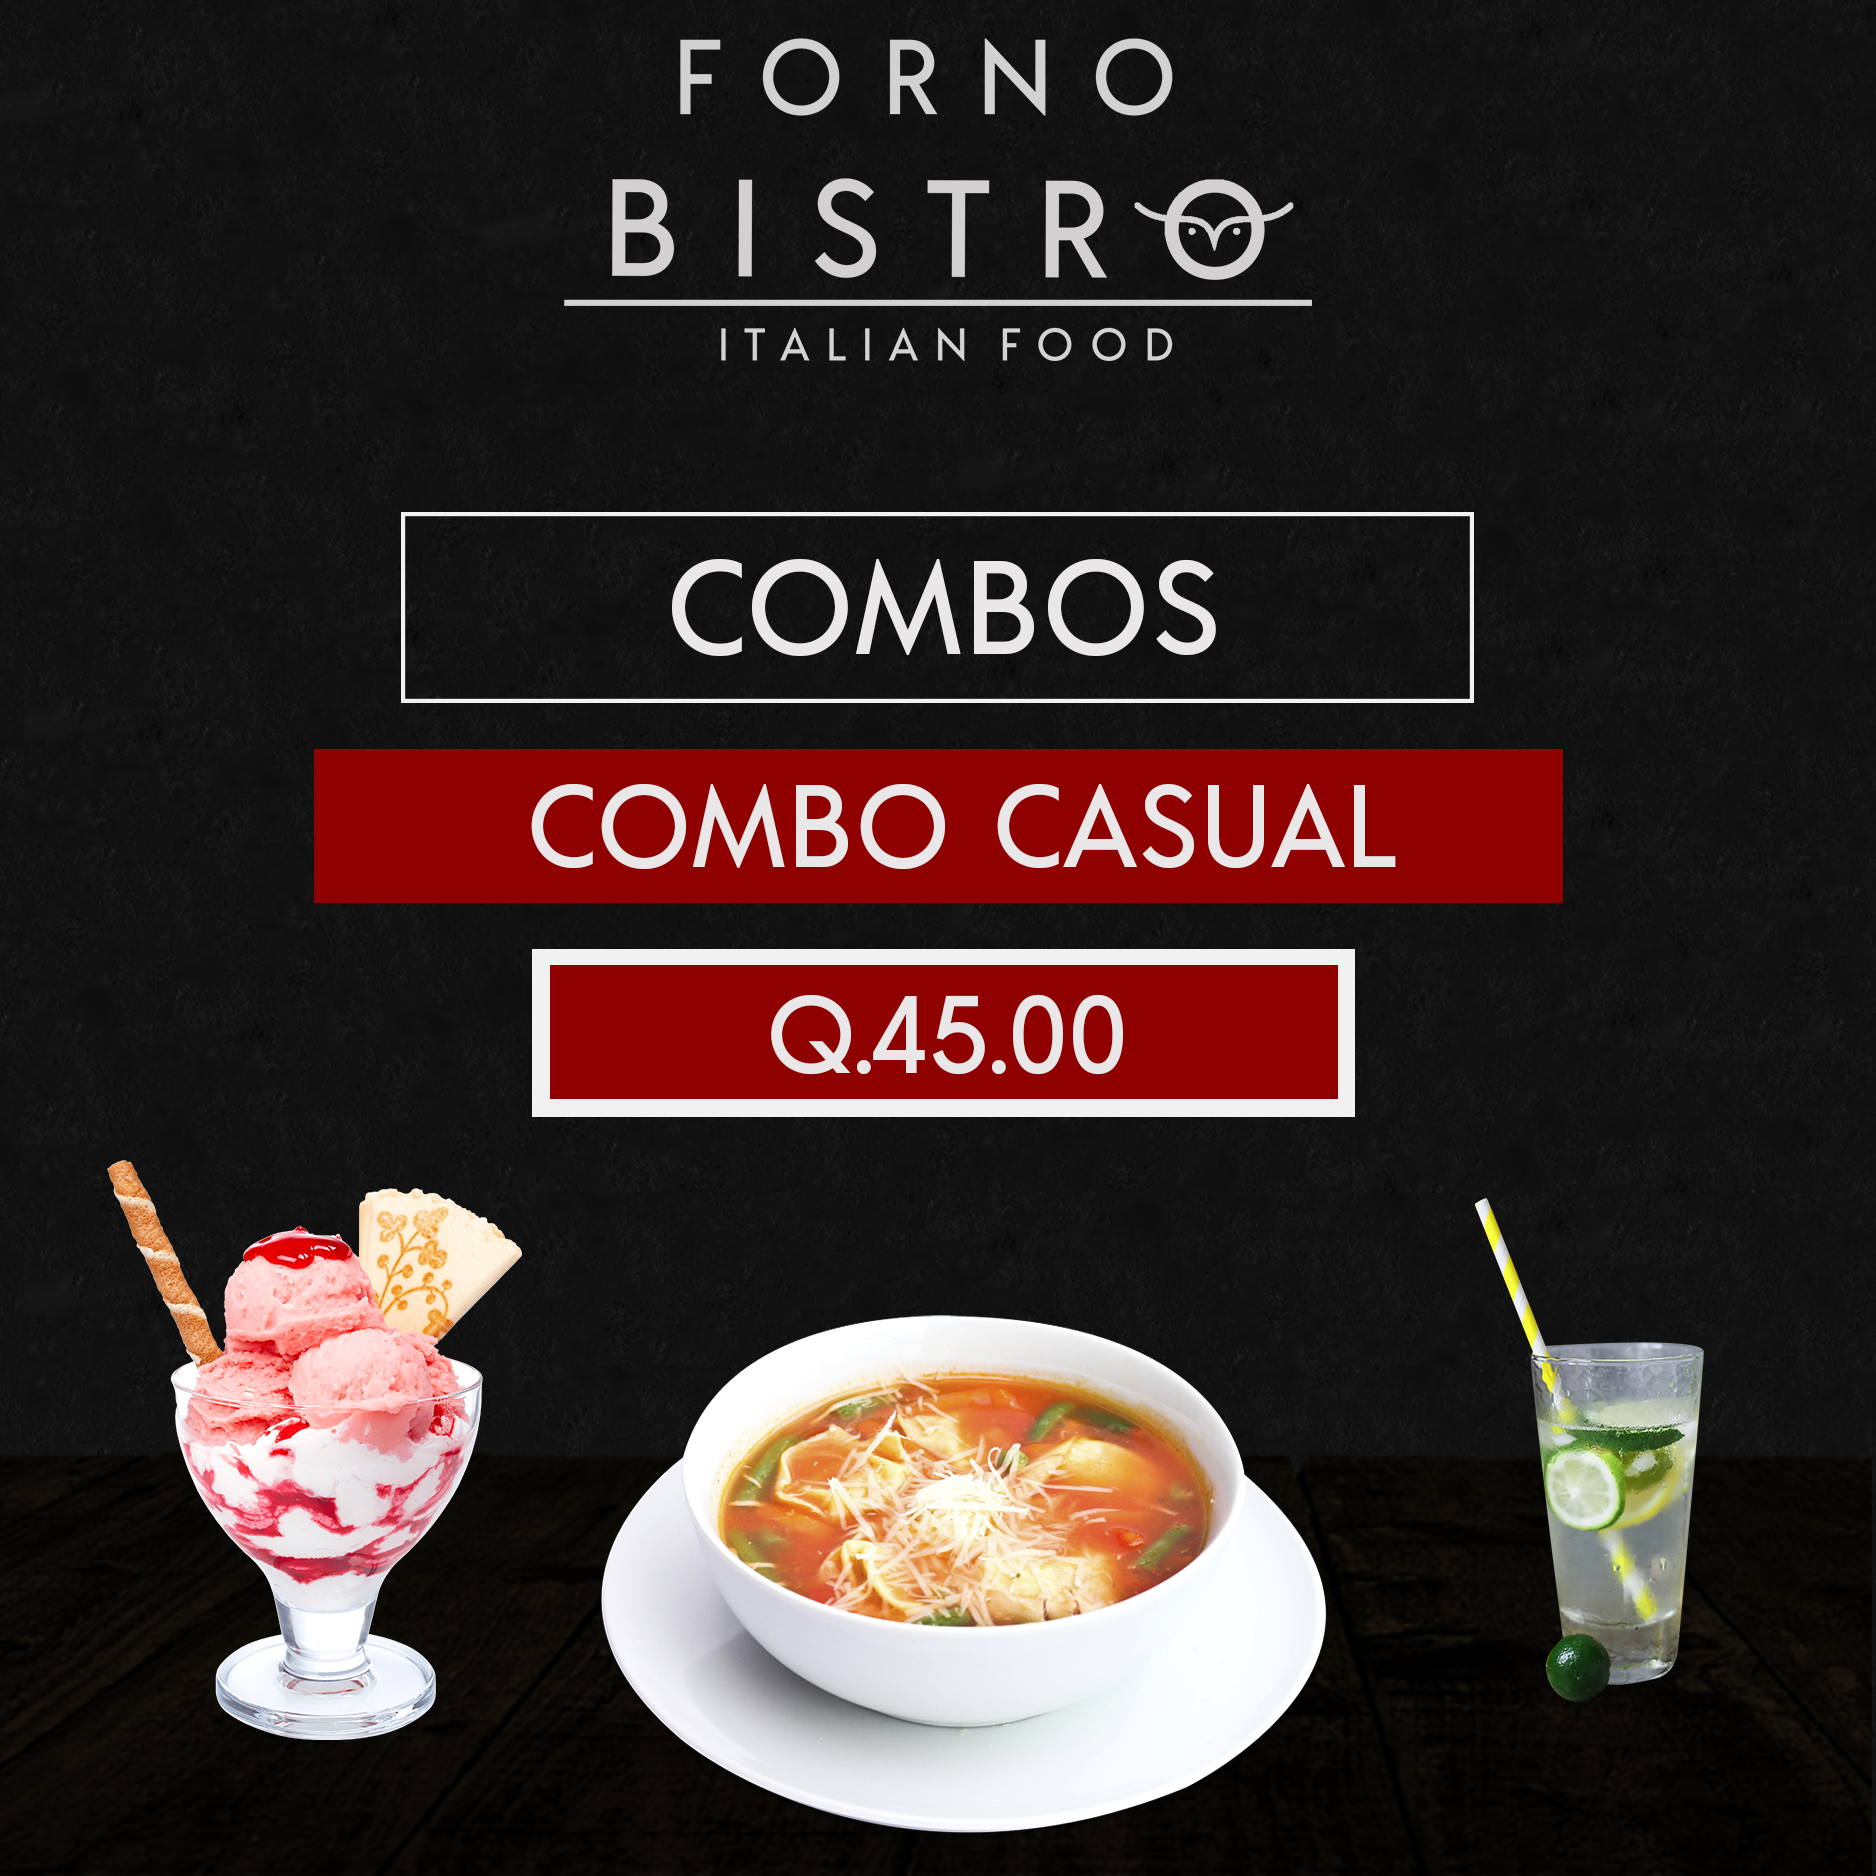 FORNO
BISTRO
ITALIAN FOOD
COMBOS
COMBO CASUAL
Q.45.00